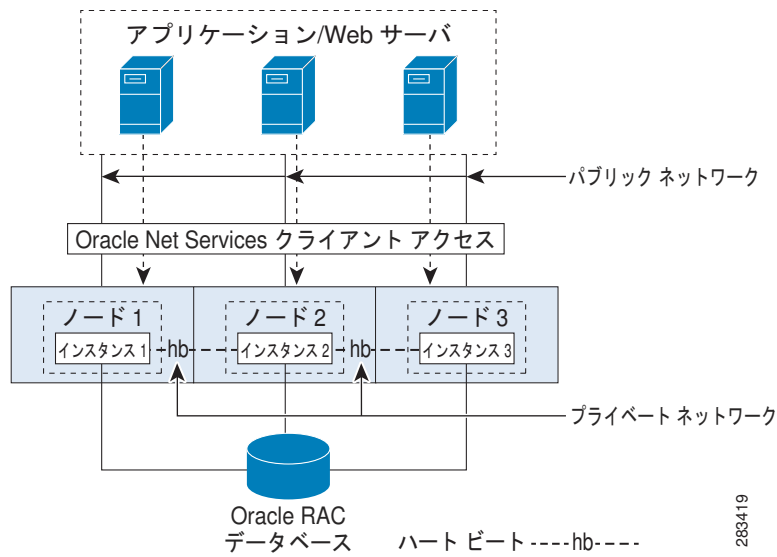 アプリケーション/Web サーバ
パブリック ネットワーク
Oracle Net Services クライアント アクセス
ノード 1
ノード 2
ノード 3
インスタンス 1
hb
インスタンス 2
hb
インスタンス 3
プライベート ネットワーク
Oracle RAC
データベース
ハート ビート ----hb----
283419